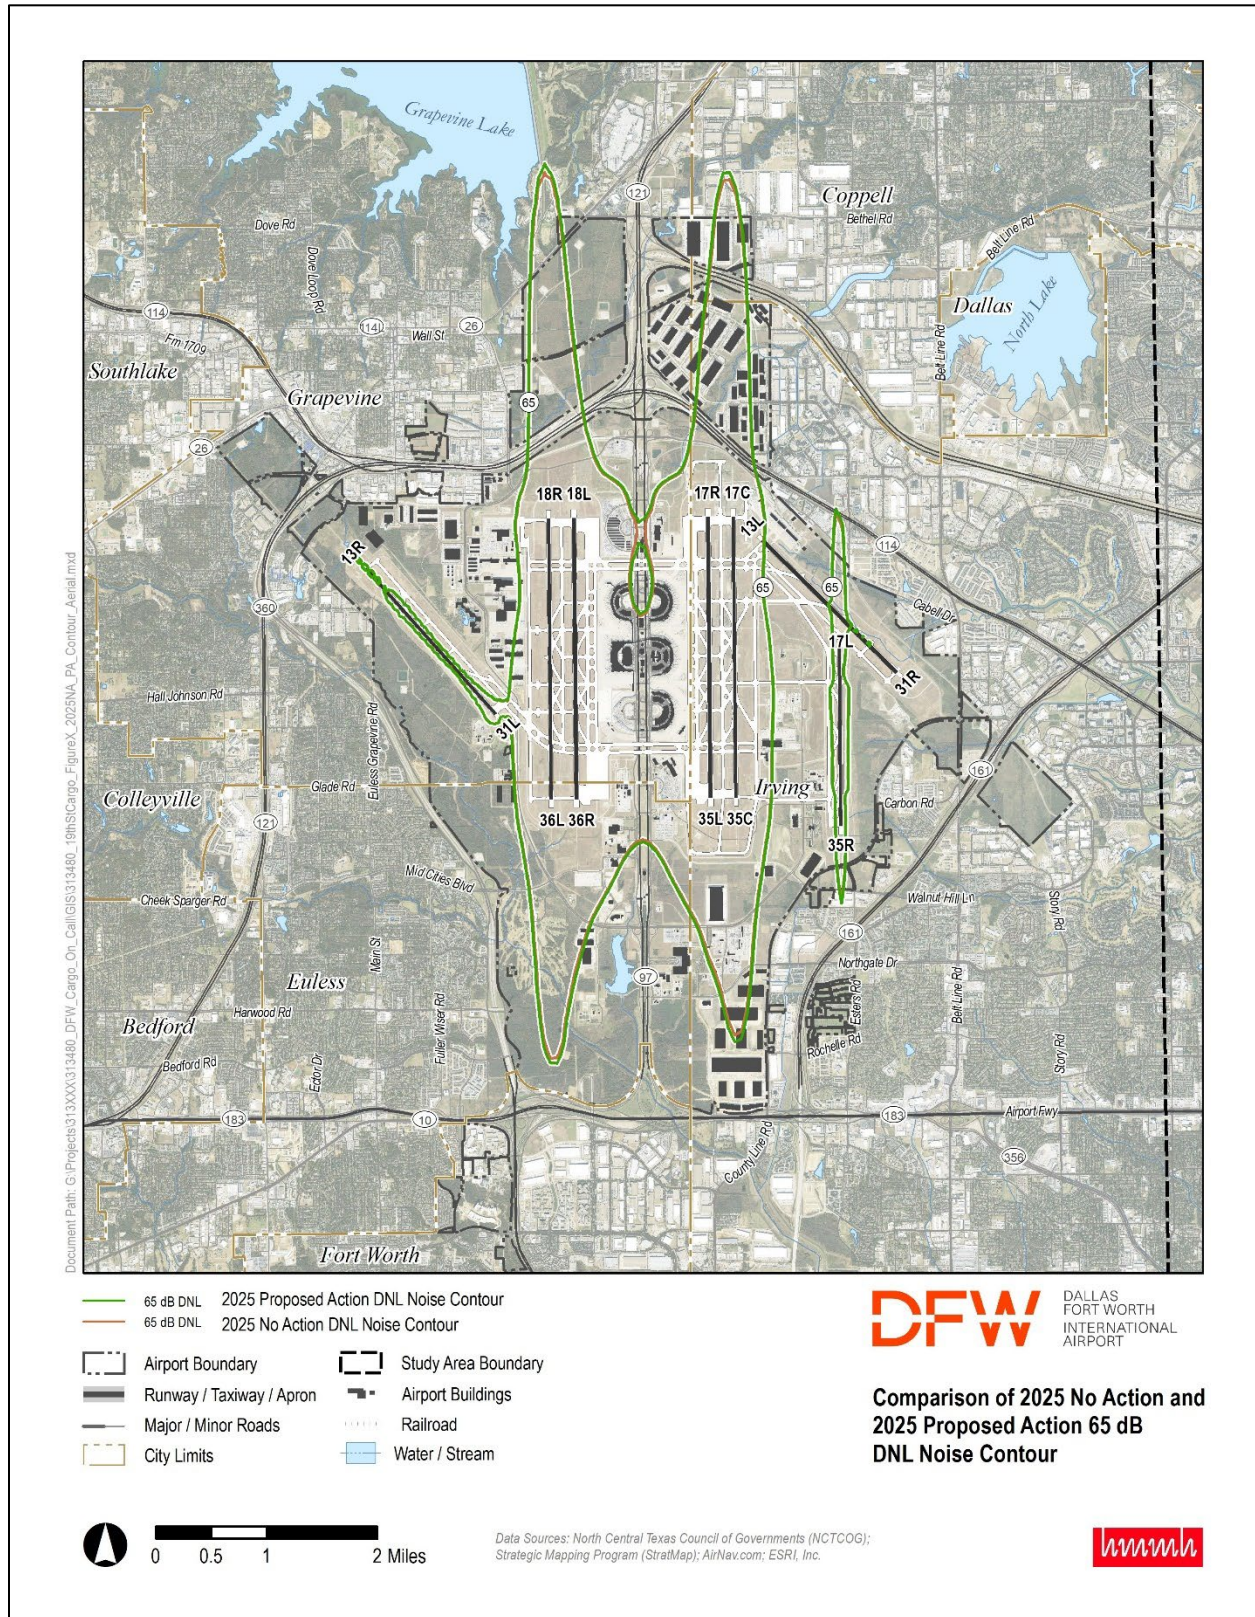 Grapevine Lake
121
Coppell
Bethel Rd
Belt Line Rd
Dove Rd
Dove Loop Rd
Dallas
North Lake
114
114L
Wall St
26
Fm 1709
Belt Line Rd
Southlake
Grapevine
65
26
18R 18L
17R 17C
13L
13R
114
65
65
Cabell Dr
360
17L
31R
Hall Johnson Rd
Euless Grapevine Rd
31L
161
Glade Rd
Irving
Colleyville
Carbon Rd
121
36L 36R
35L 35C
35R
Mid Cities Blvd
Cheek Sparger Rd
Walnut Hill Ln
Story Rd
161
Main St
Northgate Dr
Euless
97
Belt Line Rd
Esters Rd
Harwood Rd
Fuller Wiser Rd
Bedford
Rochelle Rd
Bedford Rd
Ector Dr
Story Rd
183
10
183
Airport Fwy
County Line Rd
356
Fort Worth
Document Path: G:\Projects\313XXX\313480_DFW_Cargo_On_Call\GIS\313480_19thStCargo_FigureX_2025NA_PA_Contour_Aerial.mxd
65 dB DNL 2025 Proposed Action DNL Noise Contour
65 dB DNL 2025 No Action DNL Noise Contour
Airport Boundary
Study Area Boundary
Runway / Taxiway / Apron
Airport Buildings
Major / Minor Roads
Railroad
City Limits
Water / Stream
DFW
DALLAS
FORT WORTH
INTERNATIONAL
AIRPORT
Comparison of 2025 No Action and
2025 Proposed Action 65 dB
DNL Noise Contour
0 0.5 1 2 Miles
Data Sources: North Central Texas Council of Governments (NCTCOG);
Strategic Mapping Program (StratMap); AirNav.com; ESRI, Inc.
hmmh